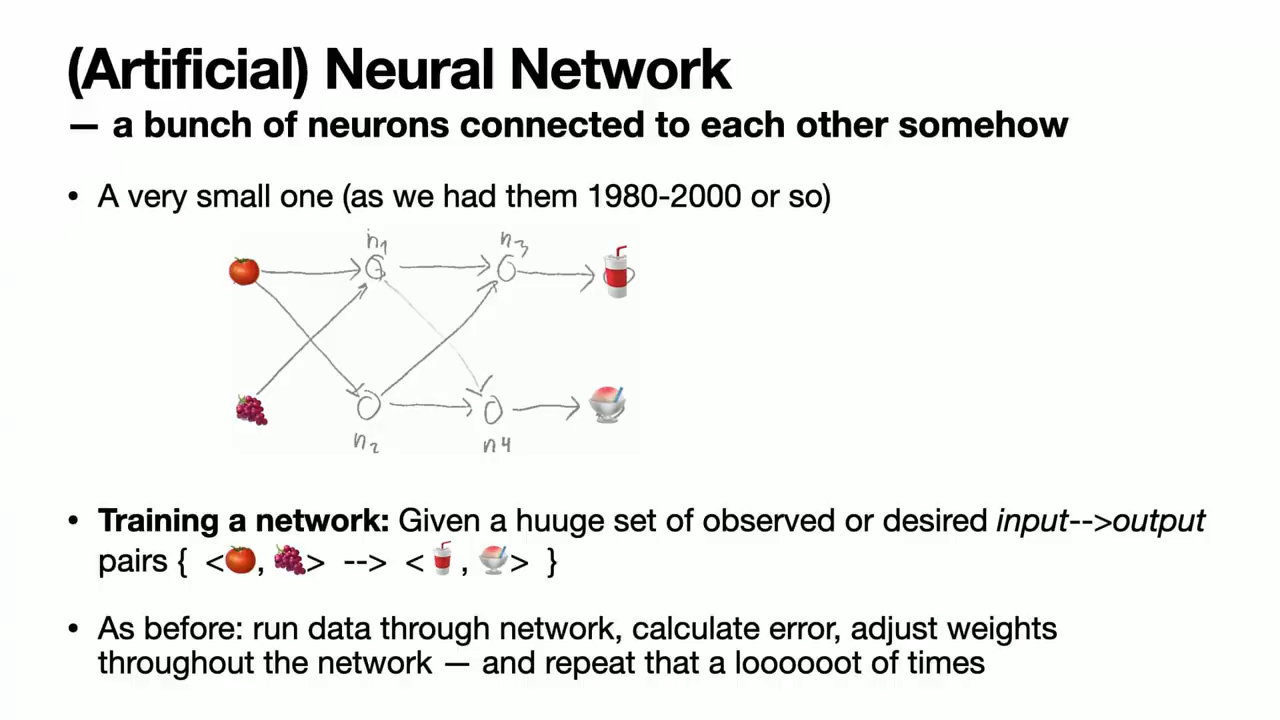 (Artificial) Neural Network
— a bunch of neurons connected to each other somehow
• A very small one (as we had them 1980-2000 or so)
n1 n3
n2 n4
• Training a network: Given a huuge set of observed or desired input-->output
pairs { <🍅, 🍇> --> <🥤, 🍧> }
• As before: run data through network, calculate error, adjust weights
throughout the network — and repeat that a loooooot of times